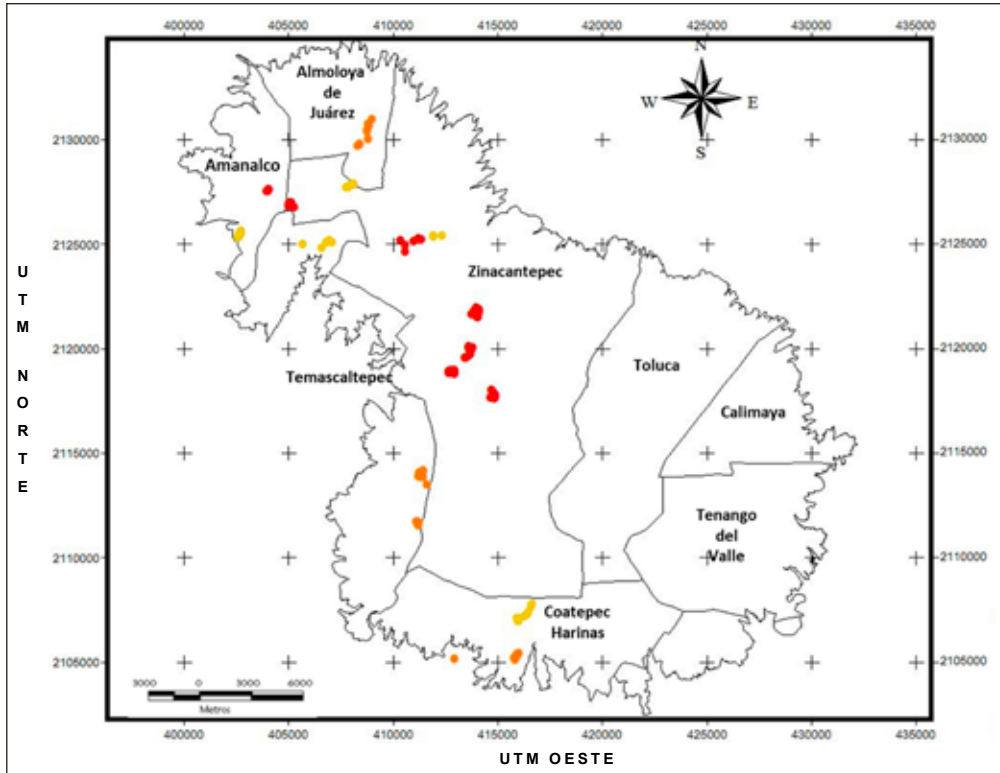 400000 405000 410000 415000 420000 425000 430000 435000
N
W E
S
Almoloya
de
Juárez
2130000 2130000
Amanalco
2125000 2125000
Zinacantepec
UTM NORTE
2120000 2120000
Temascaltepec
Toluca
Calimaya
2115000 2115000
Tenango
del
Valle
2110000 2110000
Coatepec
Harinas
2105000 2105000
3000 0 3000 6000
Metros
400000 405000 410000 415000 420000 425000 430000 435000
UTM OESTE